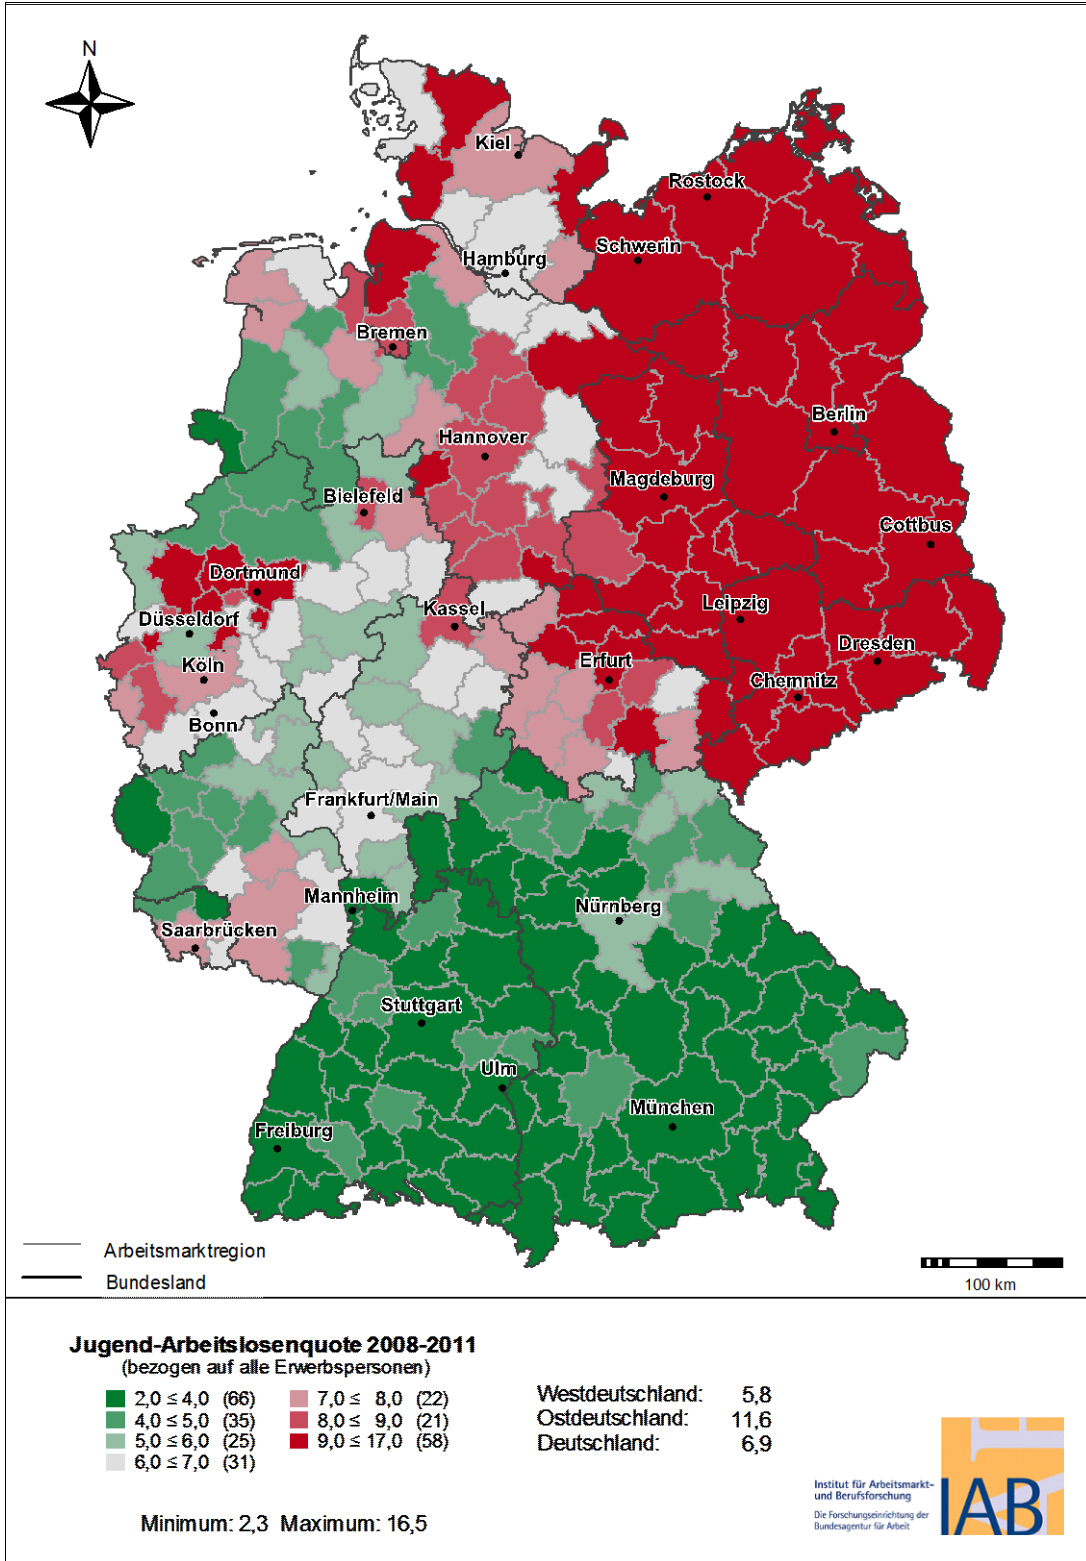 N
Kiel
Rostock
Schwerin
Hamburg
Bremen
Berlin
Hannover
Magdeburg
Bielefeld
Cottbus
Dortmund
Kassel
Leipzig
Düsseldorf
Dresden
Köln
Erfurt
Chemnitz
Bonn
Frankfurt/Main
Mannheim
Nürnberg
Saarbrücken
Stuttgart
Ulm
München
Freiburg
Arbeitsmarktregion
Bundesland
100 km
Jugend-Arbeitslosenquote 2008-2011
(bezogen auf alle Erwerbspersonen)
2,0 ≤ 4,0 (66)
4,0 ≤ 5,0 (35)
5,0 ≤ 6,0 (25)
6,0 ≤ 7,0 (31)
7,0 ≤ 8,0 (22)
8,0 ≤ 9,0 (21)
9,0 ≤ 17,0 (58)
Westdeutschland: 5,8
Ostdeutschland: 11,6
Deutschland: 6,9
Minimum: 2,3 Maximum: 16,5
Institut für Arbeitsmarkt-
und Berufsforschung
Die Forschungseinrichtung der
Bundesagentur für Arbeit
IAB